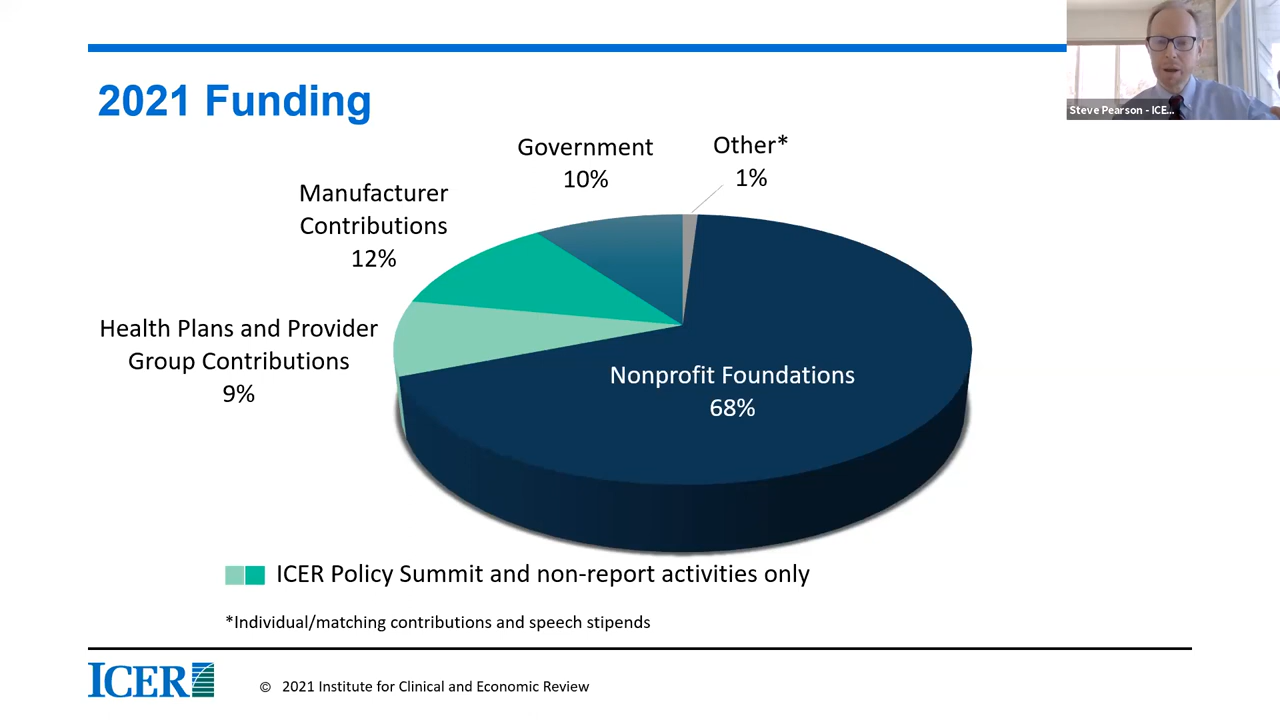 Steve Pearson - ICE...
2021 Funding
Government
10%
Other*
1%
Manufacturer
Contributions
12%
Health Plans and Provider
Group Contributions
9%
Nonprofit Foundations
68%
ICER Policy Summit and non-report activities only
*Individual/matching contributions and speech stipends
ICER
© 2021 Institute for Clinical and Economic Review